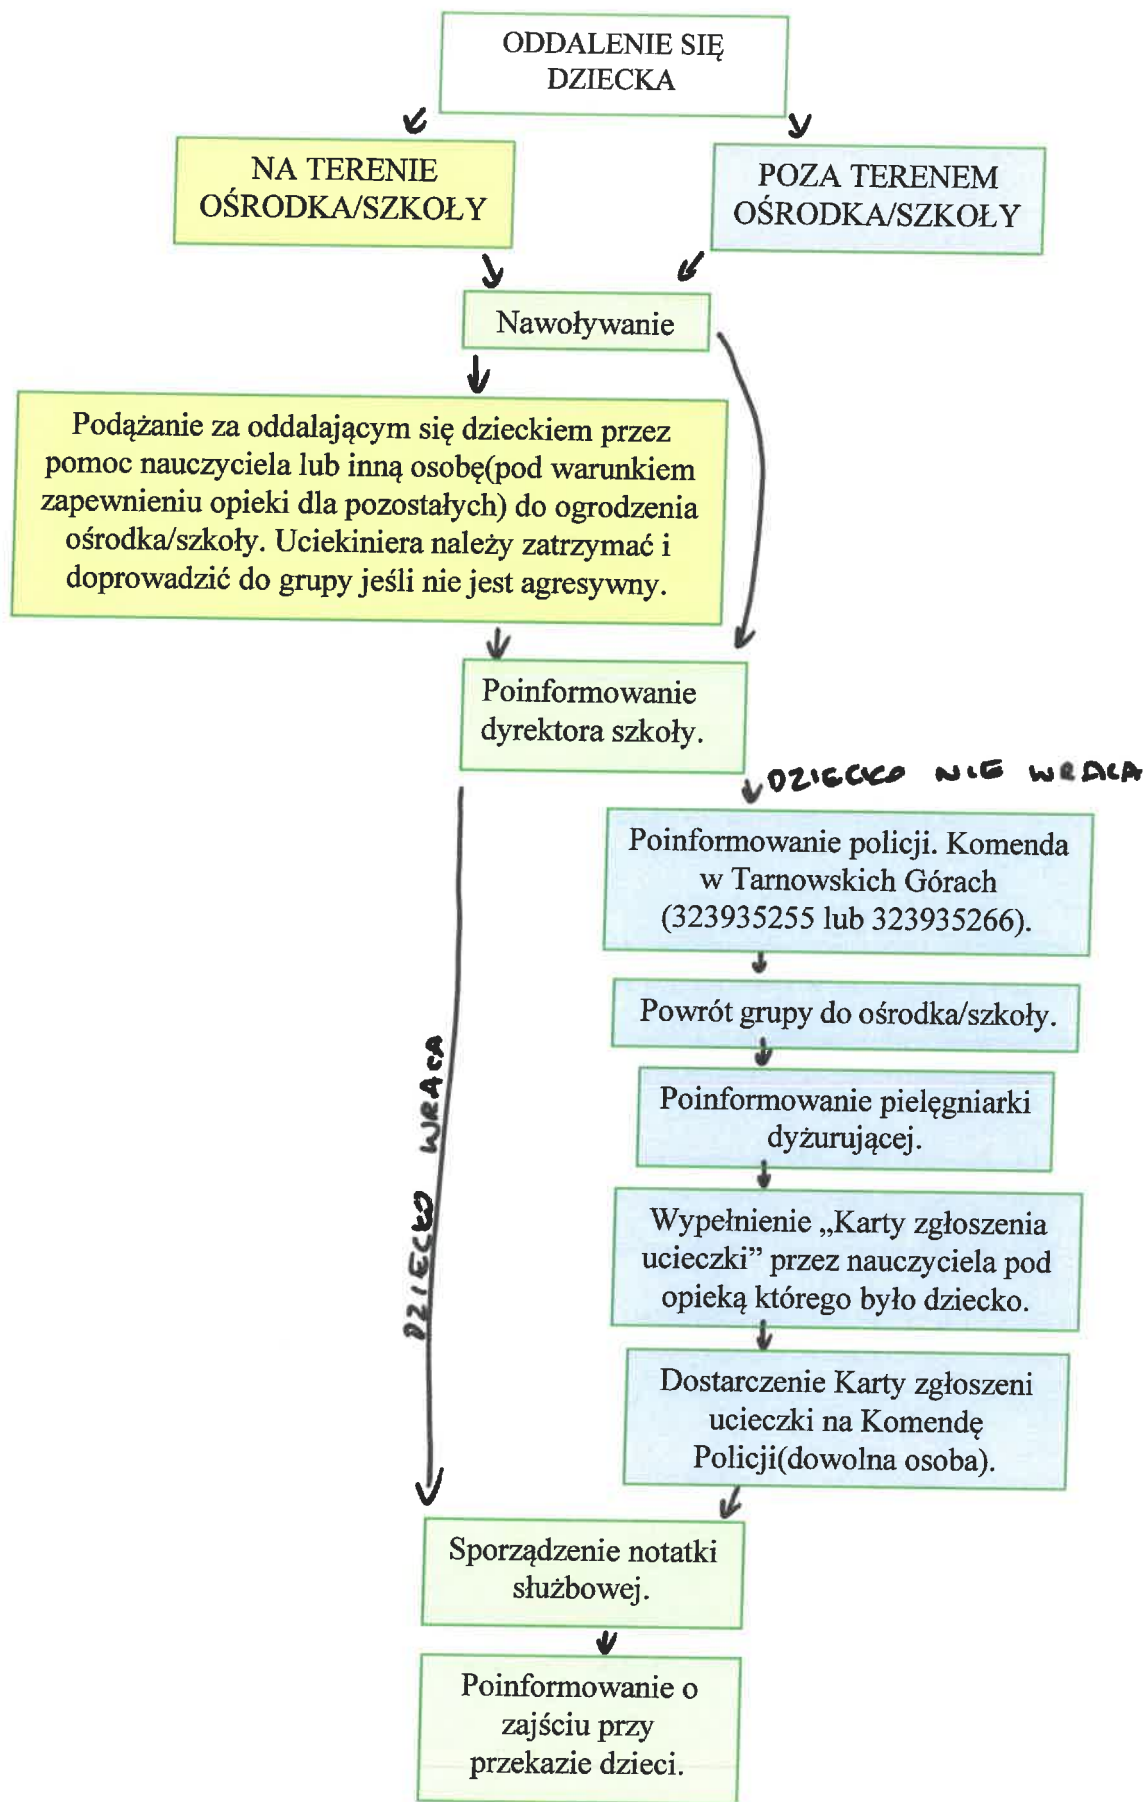 ODDALENIE SIĘ
DZIECKA
NA TERENIE
OŚRODKA/SZKOŁY
POZA TERENEM
OŚRODKA/SZKOŁY
Nawoływanie
Podążanie za oddalającym się dzieckiem przez
pomoc nauczyciela lub inną osobę(pod warunkiem
zapewnieniu opieki dla pozostałych) do ogrodzenia
ośrodka/szkoły. Uciekiniera należy zatrzymać i
doprowadzić do grupy jeśli nie jest agresywny.
Poinformowanie
dyrektora szkoły.
DZIECKO NIE WRACA
Poinformowanie policji. Komenda
w Tarnowskich Górach
(323935255 lub 323935266).
Powrót grupy do ośrodka/szkoły.
Poinformowanie pielęgniarki
dyżurującej.
DZIECKO WRACA
Wypełnienie „Karty zgłoszenia
ucieczki” przez nauczyciela pod
opieką którego było dziecko.
Dostarczenie Karty zgłoszeni
ucieczki na Komendę
Policji(dowolna osoba).
Sporządzenie notatki
służbowej.
Poinformowanie o
zajściu przy
przekazie dzieci.